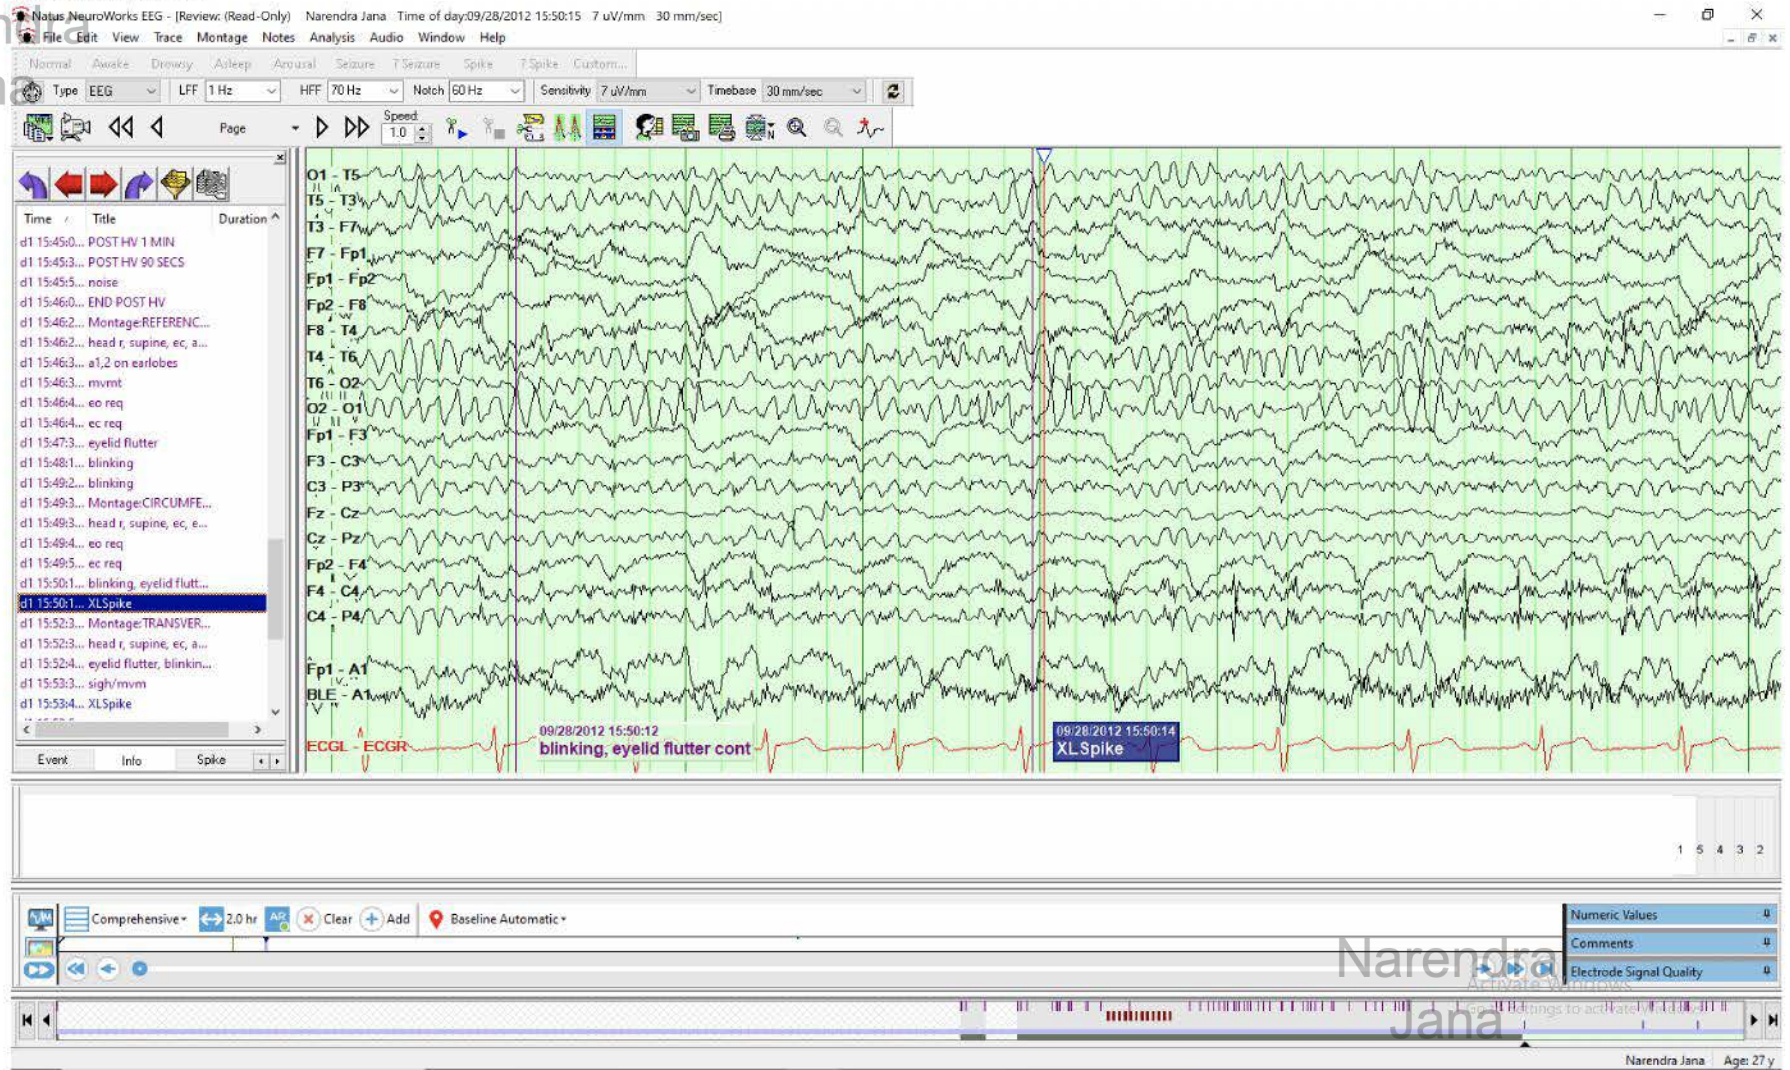 Natus NeuroWorks EEG - [Review: (Read-Only) Narendra Jana Time of day:09/28/2012 15:50:15 7 uV/mm 30 mm/sec]
File Edit View Trace Montage Notes Analysis Audio Window Help
Normal Awake Drowsy Asleep Arousal Seizure ? Seizure Spike ? Spike Custom...
Type EEG LFF 1 Hz HFF 70 Hz Notch 60 Hz Sensitivity 7 uV/mm Timebase 30 mm/sec
Page Speed 1.0
Time Title Duration
d1 15:45:0... POST HV 1 MIN
d1 15:45:3... POST HV 90 SECS
d1 15:45:5... noise
d1 15:46:0... END POST HV
d1 15:46:2... Montage:REFERENC...
d1 15:46:2... head r, supine, ec, a...
d1 15:46:3... a1,2 on earlobes
d1 15:46:3... mvmt
d1 15:46:4... eo req
d1 15:46:4... ec req
d1 15:47:3... eyelid flutter
d1 15:48:1... blinking
d1 15:49:2... blinking
d1 15:49:3... Montage:CIRCUMFE...
d1 15:49:3... head r, supine, ec, e...
d1 15:49:4... eo req
d1 15:49:5... ec req
d1 15:50:1... blinking, eyelid flutt...
d1 15:50:1... XLSpike
d1 15:52:3... Montage:TRANSVER...
d1 15:52:3... head r, supine, ec, a...
d1 15:52:4... eyelid flutter, blinkin...
d1 15:53:3... sigh/mvm
d1 15:53:4... XLSpike
Event Info Spike
O1 - T5
T5 - T3
T3 - F7
F7 - Fp1
Fp1 - Fp2
Fp2 - F8
F8 - T4
T4 - T6
T6 - O2
O2 - O1
Fp1 - F3
F3 - C3
C3 - P3
Fz - Cz
Cz - Pz
Fp2 - F4
F4 - C4
C4 - P4
Fp1 - A1
BLE - A1
ECGL - ECGR
09/28/2012 15:50:12
blinking, eyelid flutter cont
09/28/2012 15:50:14
XLSpike
1 5 4 3 2
Comprehensive 2.0 hr AR Clear Add Baseline Automatic
Numeric Values
Comments
Electrode Signal Quality
Narendra
Jana
Activate Windows
Go to Settings to activate Windows.
Narendra Jana Age: 27 y